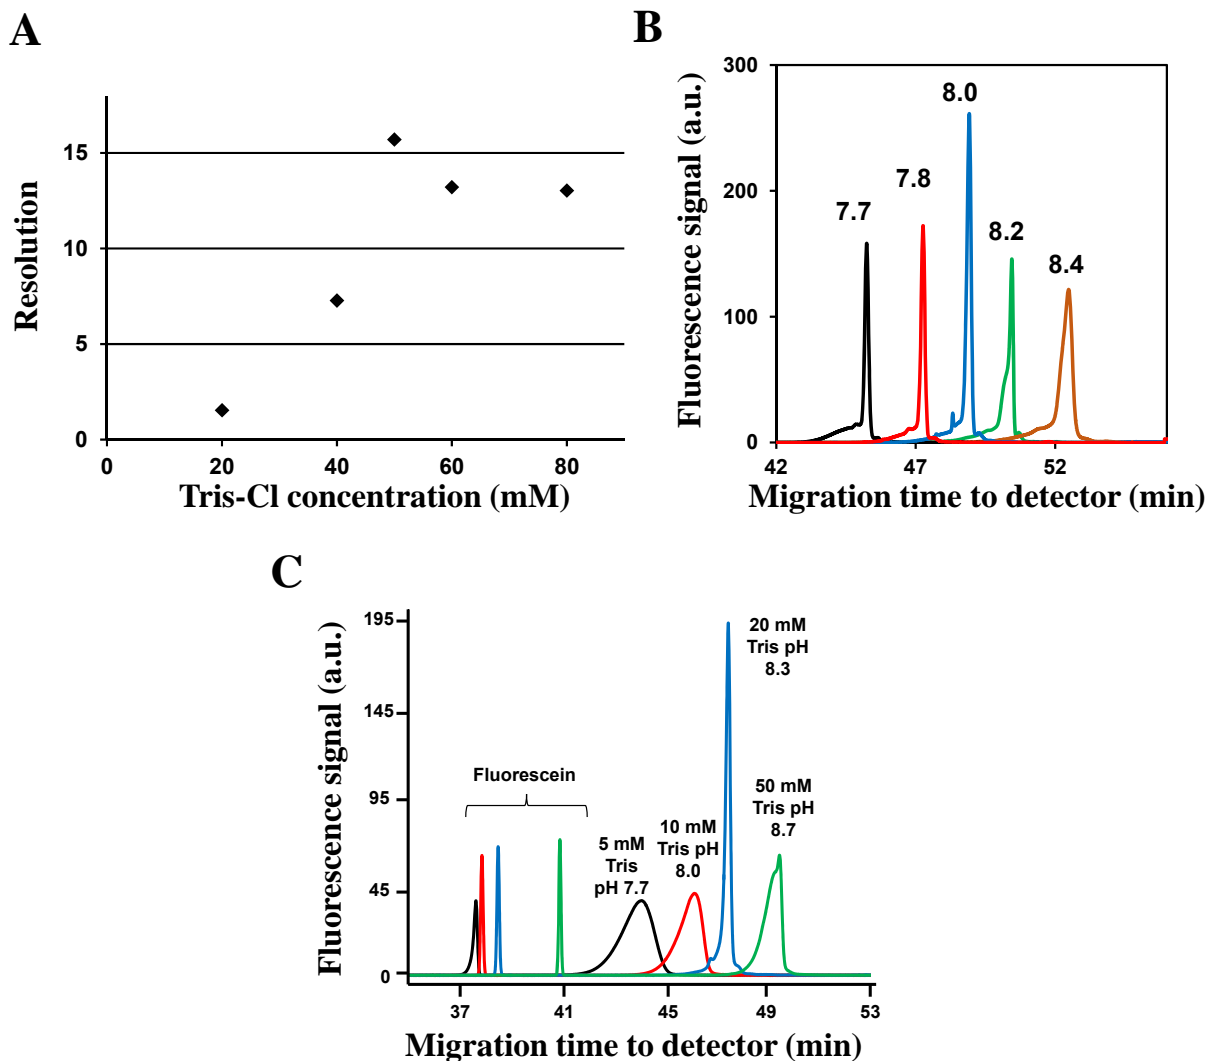 A
Resolution
15
10
5
0
0 20 40 60 80
Tris-Cl concentration (mM)
B
Fluorescence signal (a.u.)
300
200
100
0
7.7
7.8
8.0
8.2
8.4
42 47 52
Migration time to detector (min)
C
Fluorescence signal (a.u.)
195
145
95
45
0
Fluorescein
5 mM
Tris
pH 7.7
10 mM
Tris pH
8.0
20 mM
Tris pH
8.3
50 mM
Tris pH
8.7
37 41 45 49 53
Migration time to detector (min)